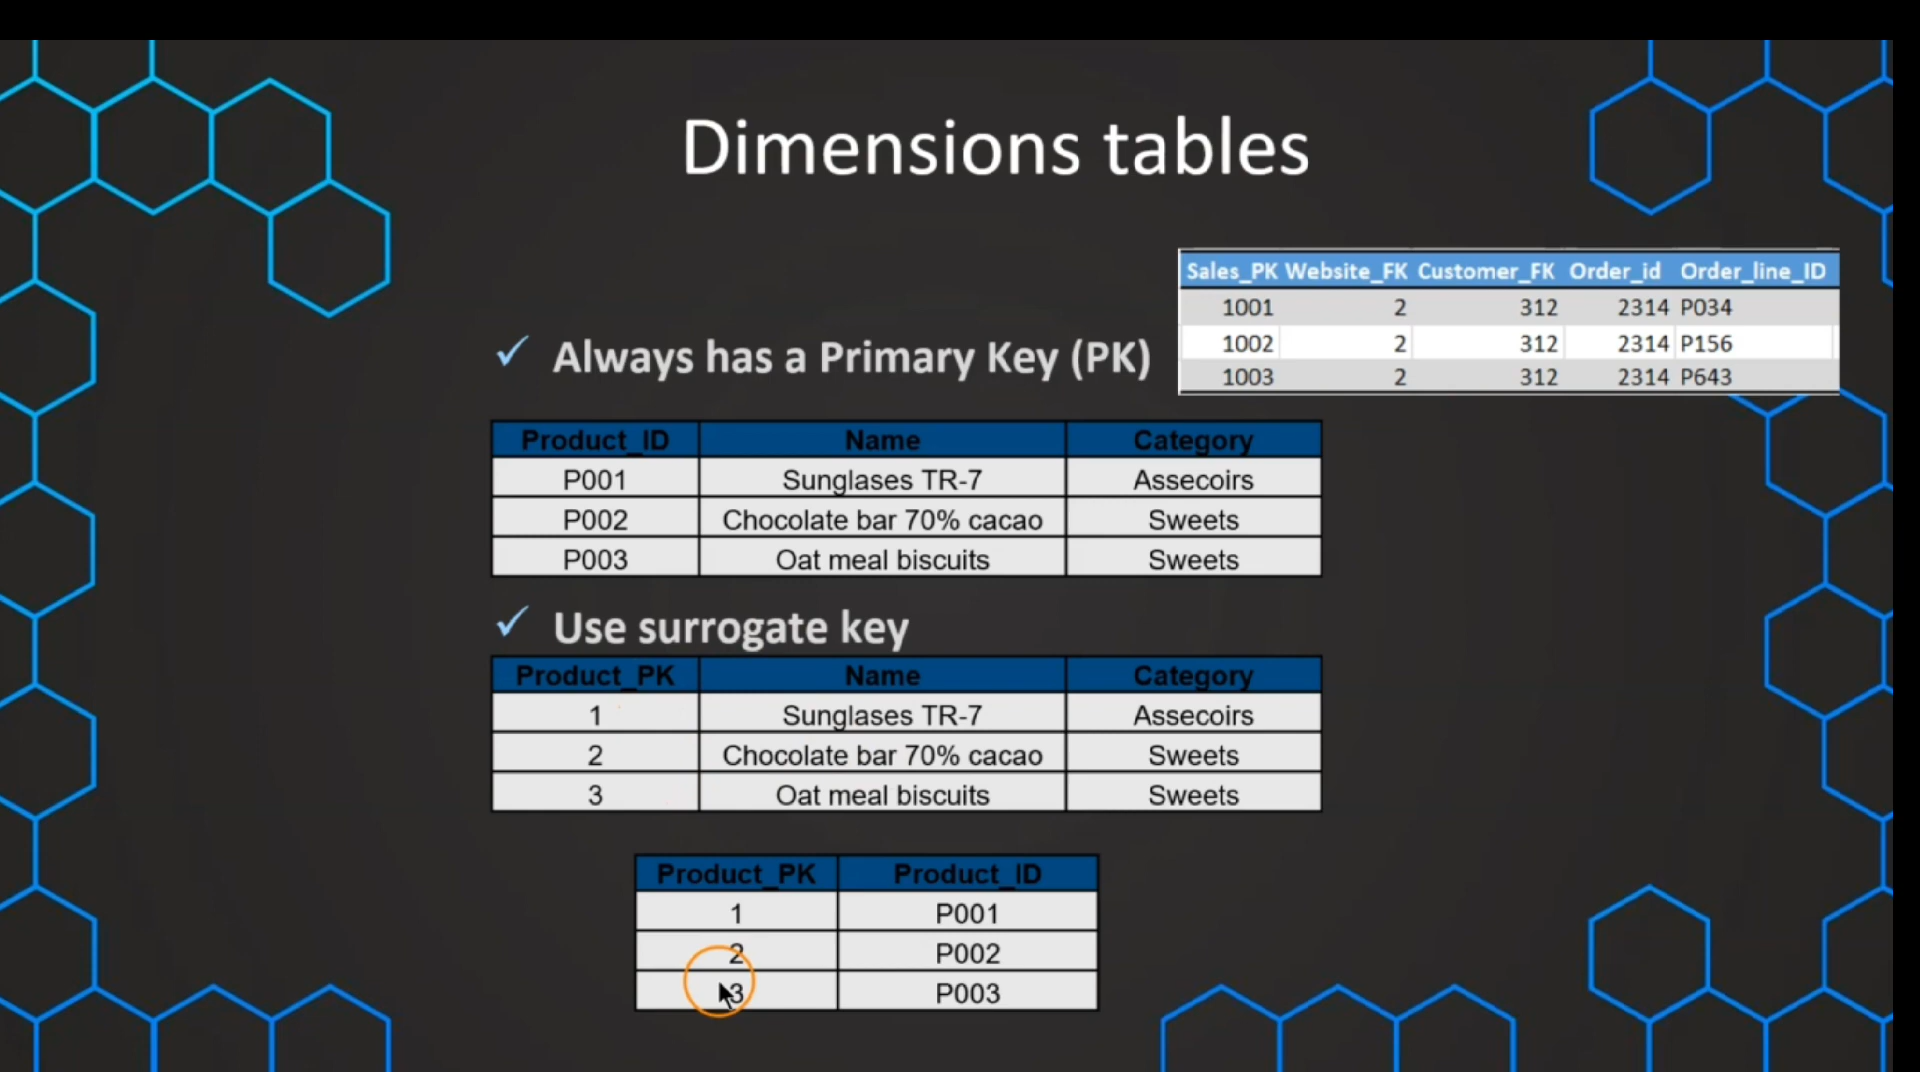 Dimensions tables
Sales_PK Website_FK Customer_FK Order_id Order_line_ID
1001 2 312 2314 P034
1002 2 312 2314 P156
1003 2 312 2314 P643
✓ Always has a Primary Key (PK)
Product_ID Name Category
P001 Sunglases TR-7 Assecoirs
P002 Chocolate bar 70% cacao Sweets
P003 Oat meal biscuits Sweets
✓ Use surrogate key
Product_PK Name Category
1 Sunglases TR-7 Assecoirs
2 Chocolate bar 70% cacao Sweets
3 Oat meal biscuits Sweets
Product_PK Product_ID
1 P001
2 P002
3 P003